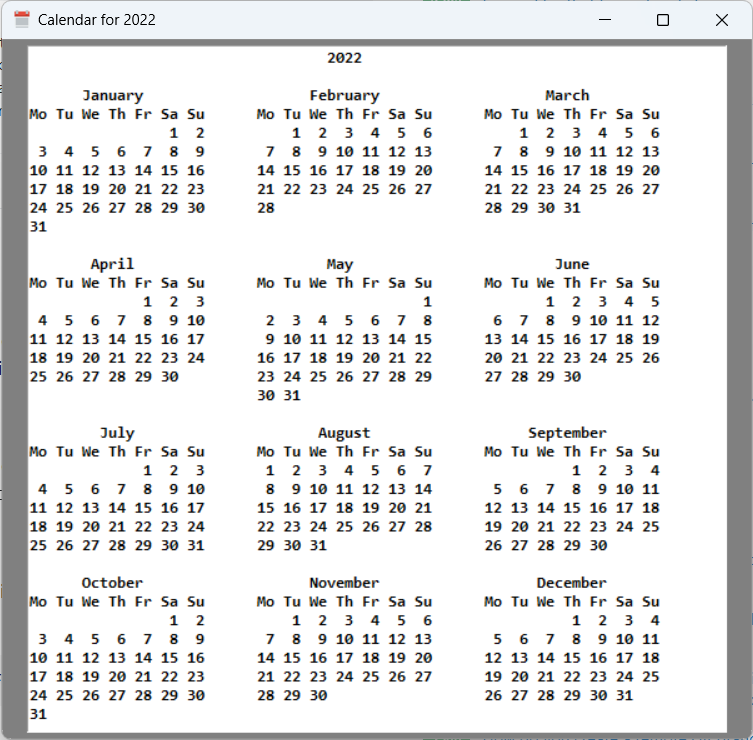 Calendar for 2022
2022
January February March
Mo Tu We Th Fr Sa Su Mo Tu We Th Fr Sa Su Mo Tu We Th Fr Sa Su
1 2 1 2 3 4 5 6 1 2 3 4 5 6
3 4 5 6 7 8 9 7 8 9 10 11 12 13 7 8 9 10 11 12 13
10 11 12 13 14 15 16 14 15 16 17 18 19 20 14 15 16 17 18 19 20
17 18 19 20 21 22 23 21 22 23 24 25 26 27 21 22 23 24 25 26 27
24 25 26 27 28 29 30 28 28 29 30 31
31
April May June
Mo Tu We Th Fr Sa Su Mo Tu We Th Fr Sa Su Mo Tu We Th Fr Sa Su
1 2 3 1 1 2 3 4 5
4 5 6 7 8 9 10 2 3 4 5 6 7 8 6 7 8 9 10 11 12
11 12 13 14 15 16 17 9 10 11 12 13 14 15 13 14 15 16 17 18 19
18 19 20 21 22 23 24 16 17 18 19 20 21 22 20 21 22 23 24 25 26
25 26 27 28 29 30 23 24 25 26 27 28 29 27 28 29 30
30 31
July August September
Mo Tu We Th Fr Sa Su Mo Tu We Th Fr Sa Su Mo Tu We Th Fr Sa Su
1 2 3 1 2 3 4 5 6 7 1 2 3 4
4 5 6 7 8 9 10 8 9 10 11 12 13 14 5 6 7 8 9 10 11
11 12 13 14 15 16 17 15 16 17 18 19 20 21 12 13 14 15 16 17 18
18 19 20 21 22 23 24 22 23 24 25 26 27 28 19 20 21 22 23 24 25
25 26 27 28 29 30 31 29 30 31 26 27 28 29 30
October November December
Mo Tu We Th Fr Sa Su Mo Tu We Th Fr Sa Su Mo Tu We Th Fr Sa Su
1 2 1 2 3 4 5 6 1 2 3 4
3 4 5 6 7 8 9 7 8 9 10 11 12 13 5 6 7 8 9 10 11
10 11 12 13 14 15 16 14 15 16 17 18 19 20 12 13 14 15 16 17 18
17 18 19 20 21 22 23 21 22 23 24 25 26 27 19 20 21 22 23 24 25
24 25 26 27 28 29 30 28 29 30 26 27 28 29 30 31
31